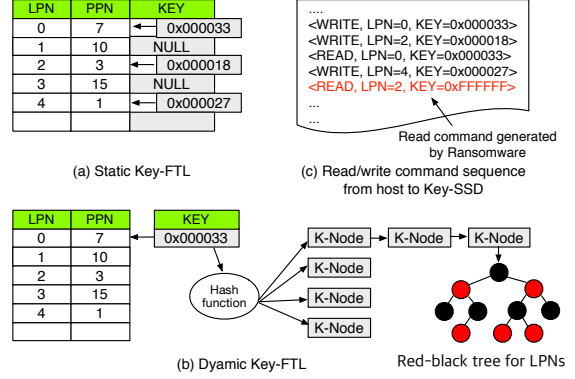 LPN PPN KEY
0 7 0x000033
1 10 NULL
2 3 0x000018
3 15 NULL
4 1 0x000027
(a) Static Key-FTL
....
<WRITE, LPN=0, KEY=0x000033>
<WRITE, LPN=2, KEY=0x000018>
<READ, LPN=0, KEY=0x000033>
<WRITE, LPN=4, KEY=0x000027>
<READ, LPN=2, KEY=0xFFFFFF>
...
...
Read command generated
by Ransomware
(c) Read/write command sequence
from host to Key-SSD
LPN PPN KEY
0 7 0x000033
1 10
2 3
3 15
4 1
Hash
function
K-Node K-Node K-Node
K-Node
K-Node
K-Node
(b) Dyamic Key-FTL
Red-black tree for LPNs